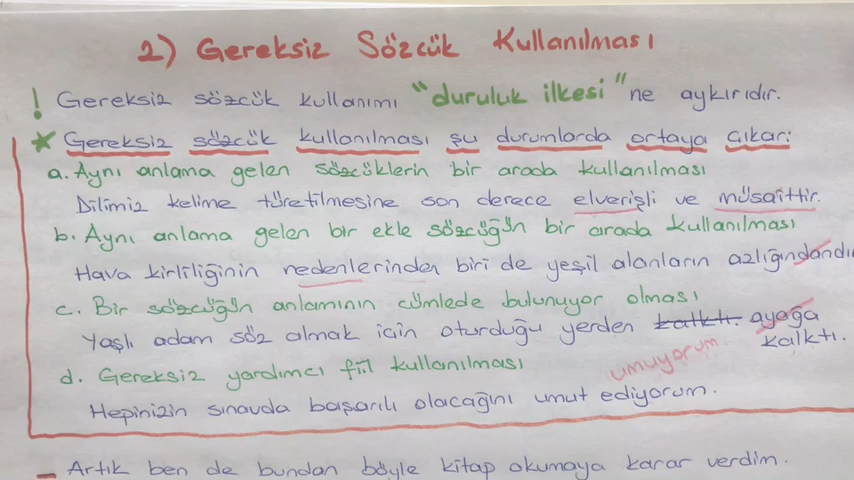 2) Gereksiz Sözcük Kullanılması
! Gereksiz sözcük kullanımı "duruluk ilkesi"ne aykırıdır.
Gereksiz sözcük kullanılması şu durumlarda ortaya çıkar:
a. Aynı anlama gelen sözcüklerin bir arada kullanılması
Dilimiz kelime türetilmesine son derece elverişli ve müsaittir.
b. Aynı anlama gelen bir ekle sözcüğün bir arada kullanılması
Hava kirliliğinin nedenlerinden biri de yeşil alanların azlığındandır
c. Bir sözcüğün anlamının cümlede bulunuyor olması
Yaşlı adam söz almak için oturduğu yerden kalktı. ayağa
kalktı.
d. Gereksiz yardımcı fiil kullanılması
umuyorum.
Hepinizin sınavda başarılı olacağını umut ediyorum.
– Artık ben de bundan böyle kitap okumaya karar verdim.